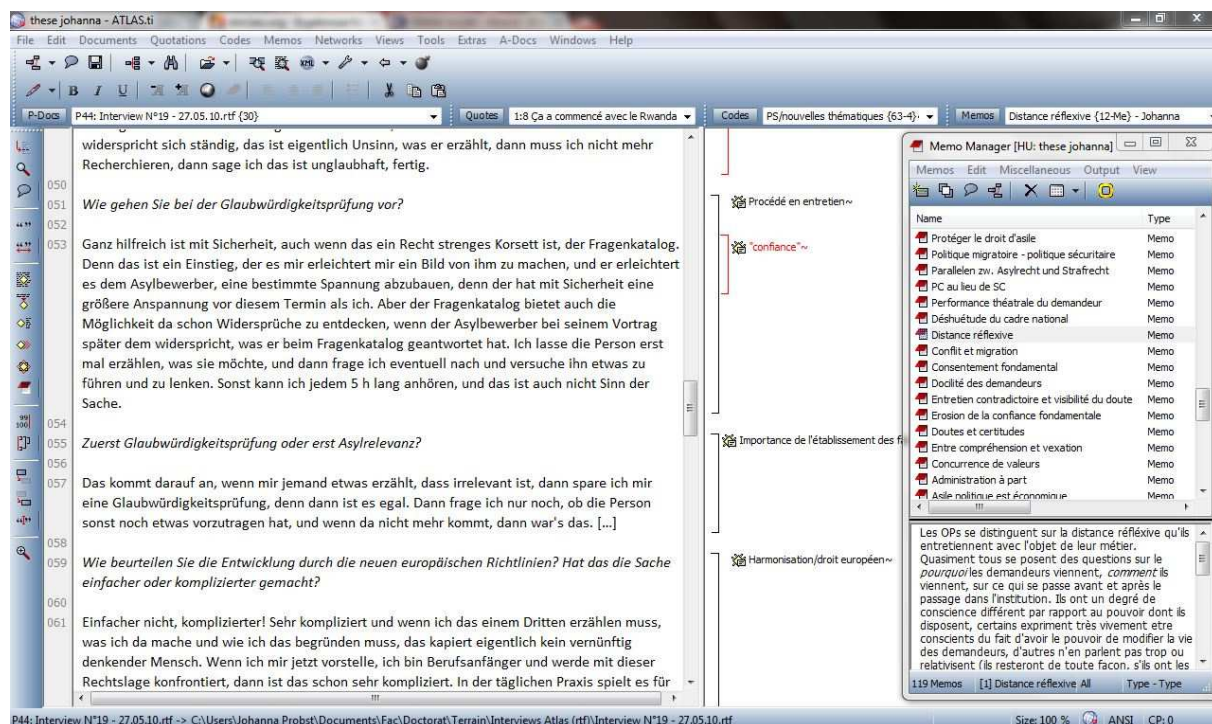 these johanna - ATLAS.ti
File Edit Documents Quotations Codes Memos Networks Views Tools Extras A-Docs Windows Help
B I U
P-Docs P44: Interview N°19 - 27.05.10.rtf {30} Quotes 1:8 Ça a commencé avec le Rwanda Codes PS/nouvelles thématiques {63-4}~ Memos Distance réflexive {12-Me} - Johanna
widerspricht sich ständig, das ist eigentlich Unsinn, was er erzählt, dann muss ich nicht mehr
Recherchieren, dann sage ich das ist unglaubhaft, fertig.
050
051 Wie gehen Sie bei der Glaubwürdigkeitsprüfung vor?
052
053 Ganz hilfreich ist mit Sicherheit, auch wenn das ein Recht strenges Korsett ist, der Fragenkatalog.
Denn das ist ein Einstieg, der es mir erleichtert mir ein Bild von ihm zu machen, und er erleichtert
es dem Asylbewerber, eine bestimmte Spannung abzubauen, denn der hat mit Sicherheit eine
größere Anspannung vor diesem Termin als ich. Aber der Fragenkatalog bietet auch die
Möglichkeit da schon Widersprüche zu entdecken, wenn der Asylbewerber bei seinem Vortrag
später dem widerspricht, was er beim Fragenkatalog geantwortet hat. Ich lasse die Person erst
mal erzählen, was sie möchte, und dann frage ich eventuell nach und versuche ihn etwas zu
führen und zu lenken. Sonst kann ich jedem 5 h lang anhören, und das ist auch nicht Sinn der
Sache.
054
055 Zuerst Glaubwürdigkeitsprüfung oder erst Asylrelevanz?
056
057 Das kommt darauf an, wenn mir jemand etwas erzählt, dass irrelevant ist, dann spare ich mir
eine Glaubwürdigkeitsprüfung, denn dann ist es egal. Dann frage ich nur noch, ob die Person
sonst noch etwas vorzutragen hat, und wenn da nicht mehr kommt, dann war's das. […]
058
059 Wie beurteilen Sie die Entwicklung durch die neuen europäischen Richtlinien? Hat das die Sache
einfacher oder komplizierter gemacht?
060
061 Einfacher nicht, komplizierter! Sehr kompliziert und wenn ich das einem Dritten erzählen muss,
was ich da mache und wie ich das begründen muss, das kapiert eigentlich kein vernünftig
denkender Mensch. Wenn ich mir jetzt vorstelle, ich bin Berufsanfänger und werde mit dieser
Rechtslage konfrontiert, dann ist das schon sehr kompliziert. In der täglichen Praxis spielt es für
Procédé en entretien~
"confiance"~
Importance de l'établissement des fa
Harmonisation/droit européen~
Memo Manager [HU: these johanna]
Memos Edit Miscellaneous Output View
Name Type
Protéger le droit d'asile Memo
Politique migratoire - politique sécuritaire Memo
Parallelen zw. Asylrecht und Strafrecht Memo
PC au lieu de SC Memo
Performance théatrale du demandeur Memo
Déshuétude du cadre national Memo
Distance réflexive Memo
Conflit et migration Memo
Consentement fondamental Memo
Docilité des demandeurs Memo
Entretien contradictoire et visibilité du doute Memo
Erosion de la confiance fondamentale Memo
Doutes et certitudes Memo
Entre compréhension et vexation Memo
Concurrence de valeurs Memo
Administration à part Memo
Asile politique est économique Memo
Les OPs se distinguent sur la distance réfléxive qu'ils
entretiennent avec l'objet de leur métier.
Quasiment tous se posent des questions sur le
pourquoi les demandeurs viennent, comment ils
viennent, sur ce qui se passe avant et après le
passage dans l'institution. Ils ont un degré de
conscience différent par rapport au pouvoir dont ils
disposent, certains expriment très vivement etre
conscients du fait d'avoir le pouvoir de modifier la vie
des demandeurs, d'autres n'en parlent pas trop ou
relativisent (ils resteront de toute façon, s'ils ont les
119 Memos [1] Distance réflexive All Type - Type
P44: Interview N°19 - 27.05.10.rtf -> C:\Users\Johanna Probst\Documents\Fac\Doctorat\Terrain\Interviews Atlas (rtf)\Interview N°19 - 27.05.10.rtf Size: 100 % ANSI CP: 0